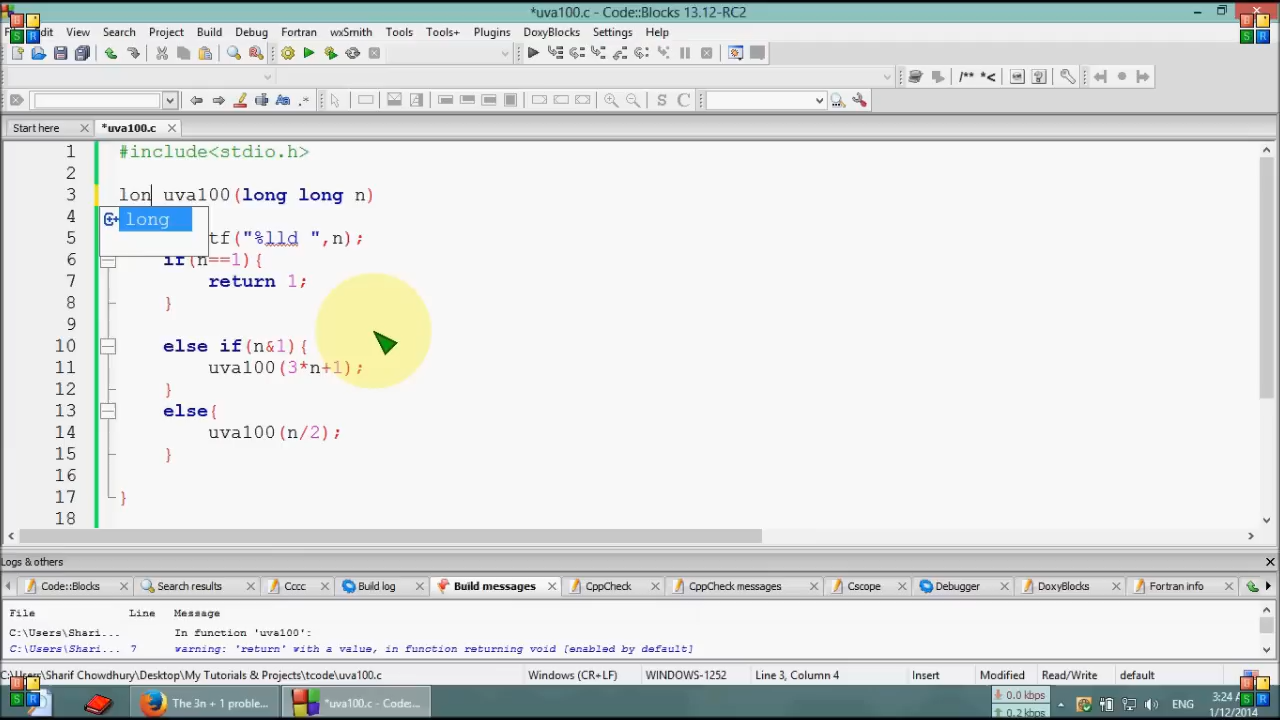 *uva100.c - Code::Blocks 13.12-RC2
B S R
B S R
Edit View Search Project Build Debug Fortran wxSmith Tools Tools+ Plugins DoxyBlocks Settings Help
/** *<
Aa .* S C
Start here *uva100.c
1 #include<stdio.h>
2
3 lon uva100(long long n)
4 long
5 tf("%lld ",n);
6 if(n==1){
7 return 1;
8 }
9
10 else if(n&1){
11 uva100(3*n+1);
12 }
13 else{
14 uva100(n/2);
15 }
16
17 }
18
Logs & others
Code::Blocks Search results Cccc Build log Build messages CppCheck CppCheck messages Cscope Debugger DoxyBlocks Fortran info
File Line Message
C:\Users\Shari... In function 'uva100':
C:\Users\Shari... 7 warning: 'return' with a value, in function returning void [enabled by default]
C:\Users\Sharif Chowdhury\Desktop\My Tutorials & Projects\tcode\uva100.c Windows (CR+LF) WINDOWS-1252 Line 3, Column 4 Insert Modified Read/Write default
B S R
B S R
The 3n + 1 proble... *uva100.c - Code:... 0.0 kbps 0.2 kbps ENG 3:24 1/12/2014